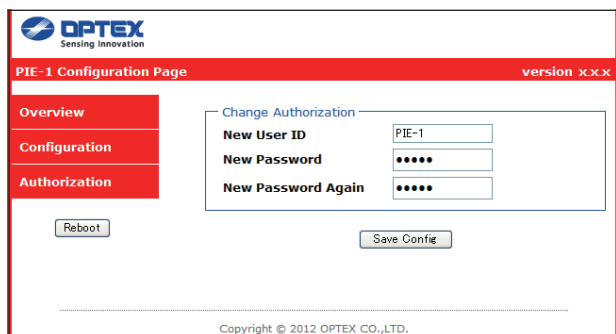 OPTEX
Sensing Innovation
PIE-1 Configuration Page version x.x.x
Overview
Configuration
Authorization
Reboot
Change Authorization
New User ID PIE-1
New Password •••••
New Password Again •••••
Save Config
Copyright © 2012 OPTEX CO.,LTD.